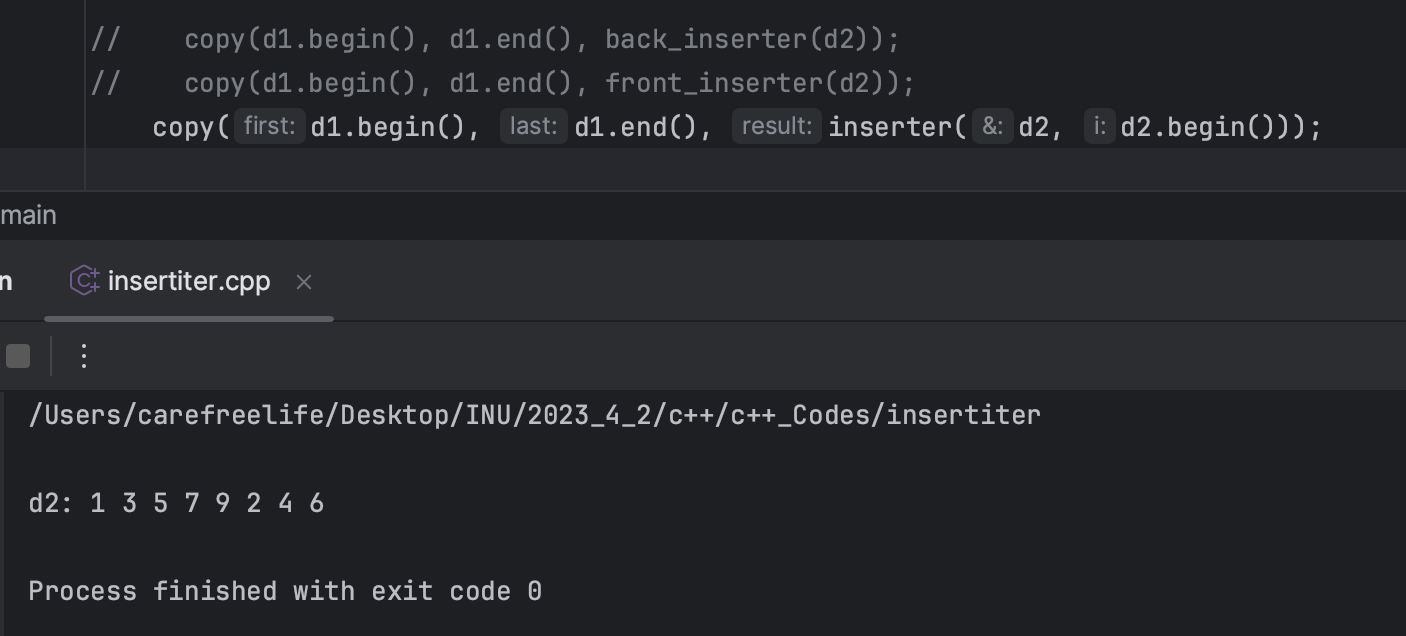 //    copy(d1.begin(), d1.end(), back_inserter(d2));
//    copy(d1.begin(), d1.end(), front_inserter(d2));
copy( first: d1.begin(), last: d1.end(), result: inserter( &: d2, i: d2.begin()));
main
n insertiter.cpp ×
/Users/carefreelife/Desktop/INU/2023_4_2/c++/c++_Codes/insertiter
d2: 1 3 5 7 9 2 4 6
Process finished with exit code 0